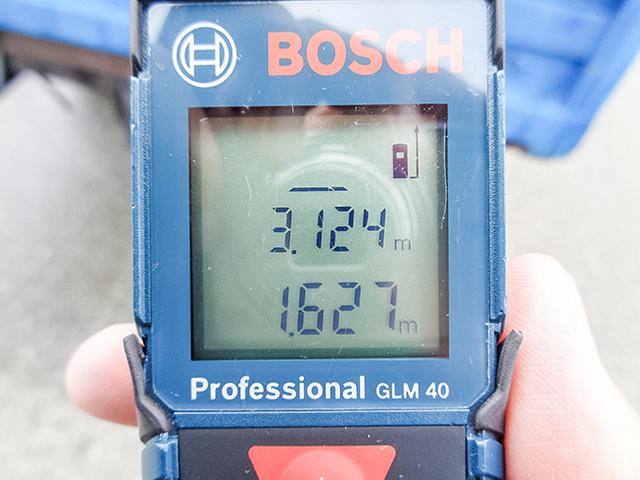 BOSCH
3.124 m
1.627 m
Professional GLM 40